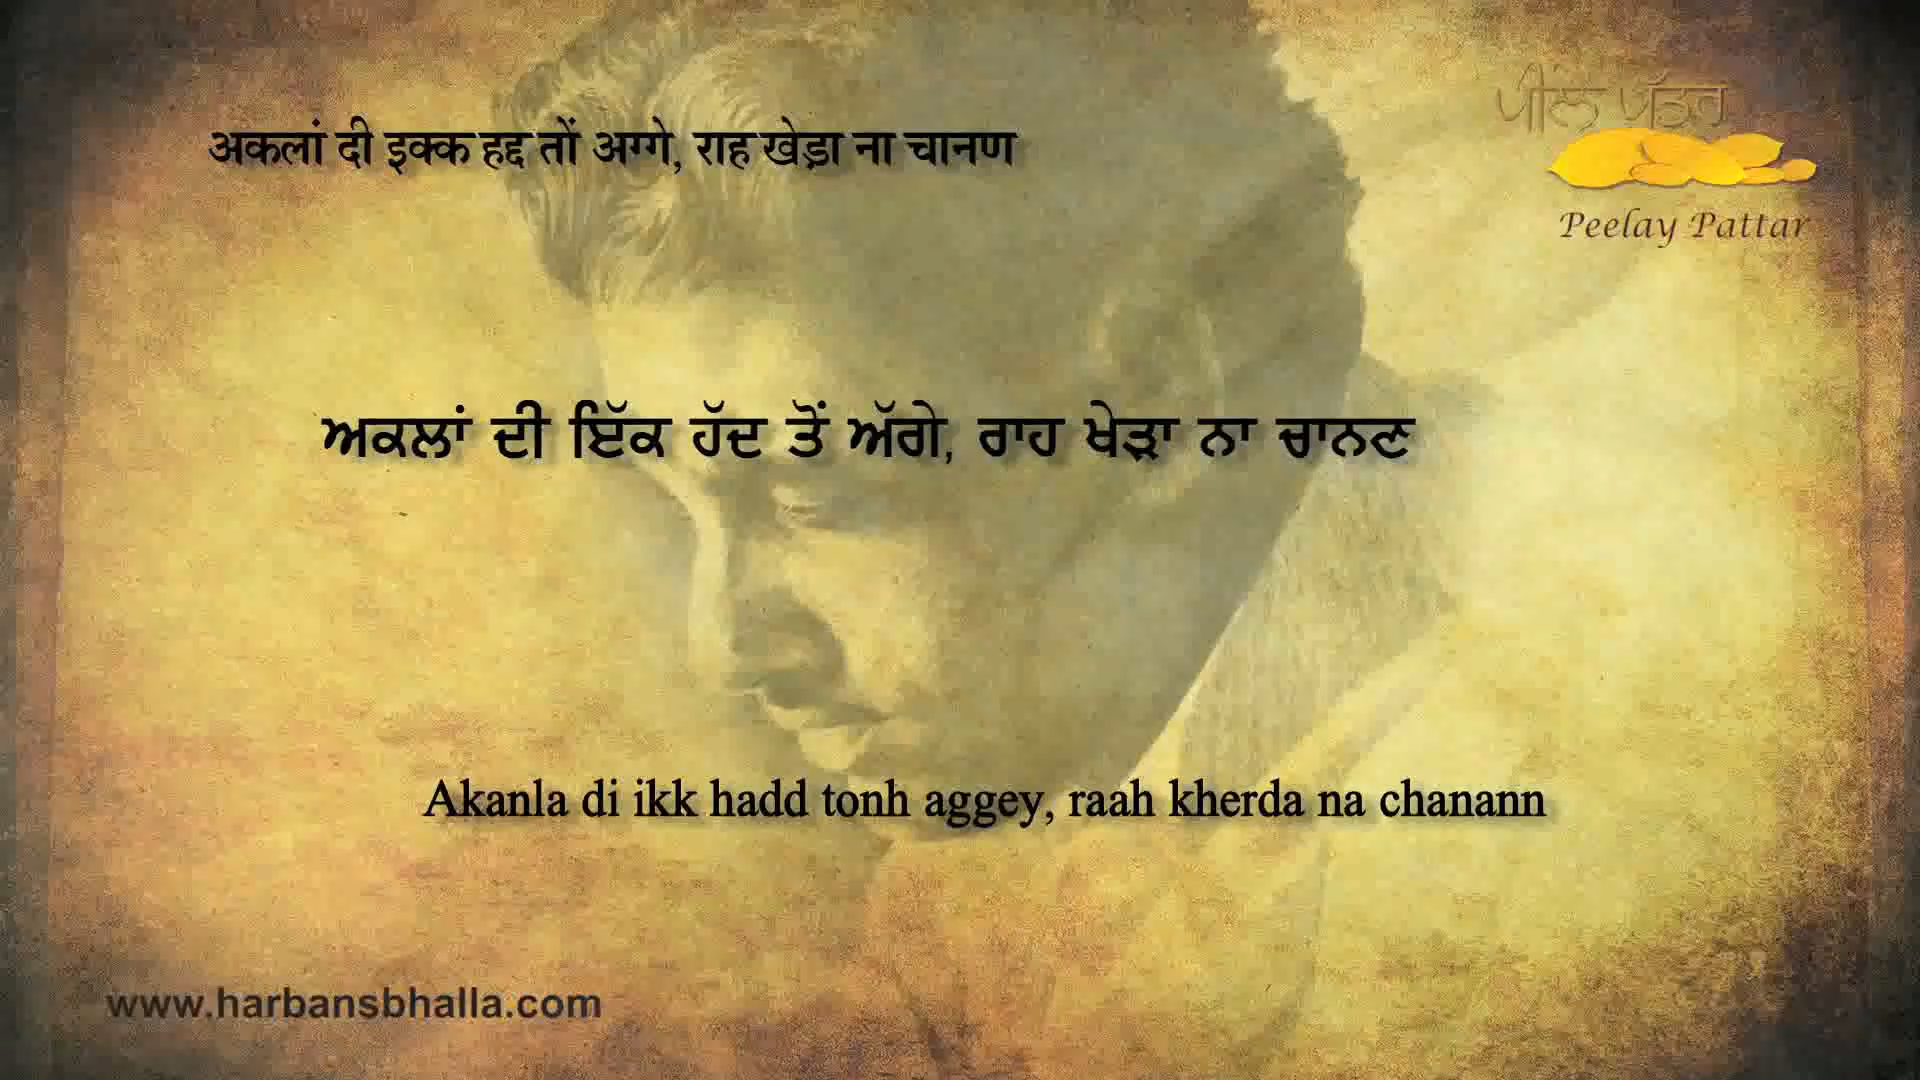 ਪੀਲੇ ਪੱਤਰ
अकलां दी इक्क हद्द तों अग्गे, राह खेड़ा ना चानण
Peelay Pattar
ਅਕਲਾਂ ਦੀ ਇੱਕ ਹੱਦ ਤੋਂ ਅੱਗੇ, ਰਾਹ ਖੇੜਾ ਨਾ ਚਾਨਣ
Akanla di ikk hadd tonh aggey, raah kherda na chanann
www.harbansbhalla.com